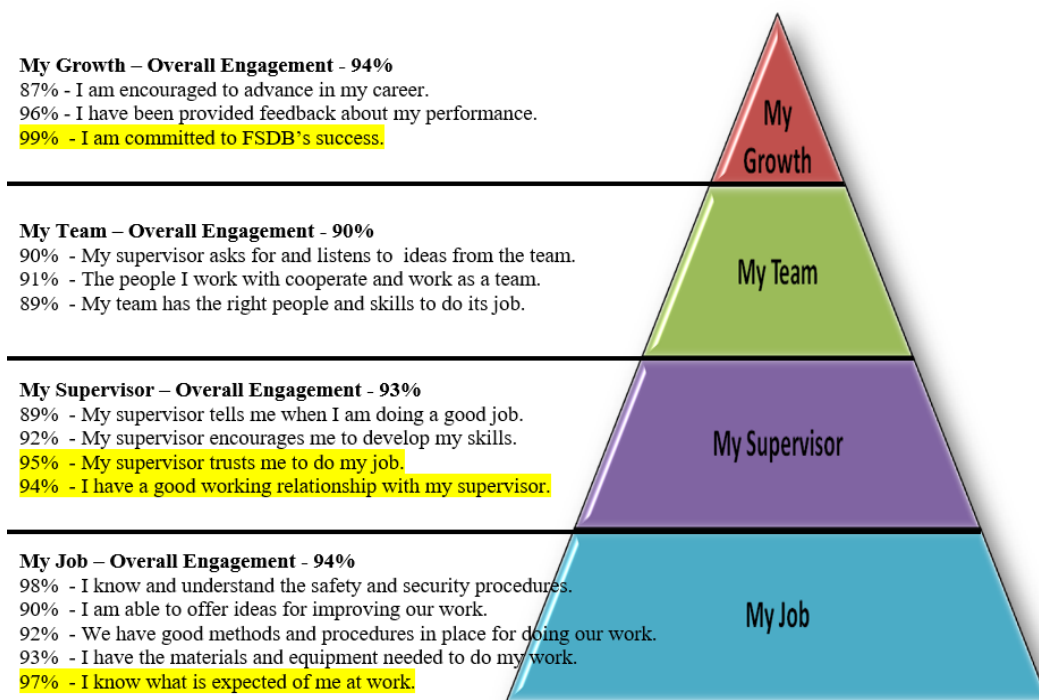 My Growth – Overall Engagement - 94%
87% - I am encouraged to advance in my career.
96% - I have been provided feedback about my performance.
99% - I am committed to FSDB's success.
My
Growth
My Team – Overall Engagement - 90%
90% - My supervisor asks for and listens to ideas from the team.
91% - The people I work with cooperate and work as a team.
89% - My team has the right people and skills to do its job.
My Team
My Supervisor – Overall Engagement - 93%
89% - My supervisor tells me when I am doing a good job.
92% - My supervisor encourages me to develop my skills.
95% - My supervisor trusts me to do my job.
94% - I have a good working relationship with my supervisor.
My Supervisor
My Job – Overall Engagement - 94%
98% - I know and understand the safety and security procedures.
90% - I am able to offer ideas for improving our work.
92% - We have good methods and procedures in place for doing our work.
93% - I have the materials and equipment needed to do my work.
97% - I know what is expected of me at work.
My Job